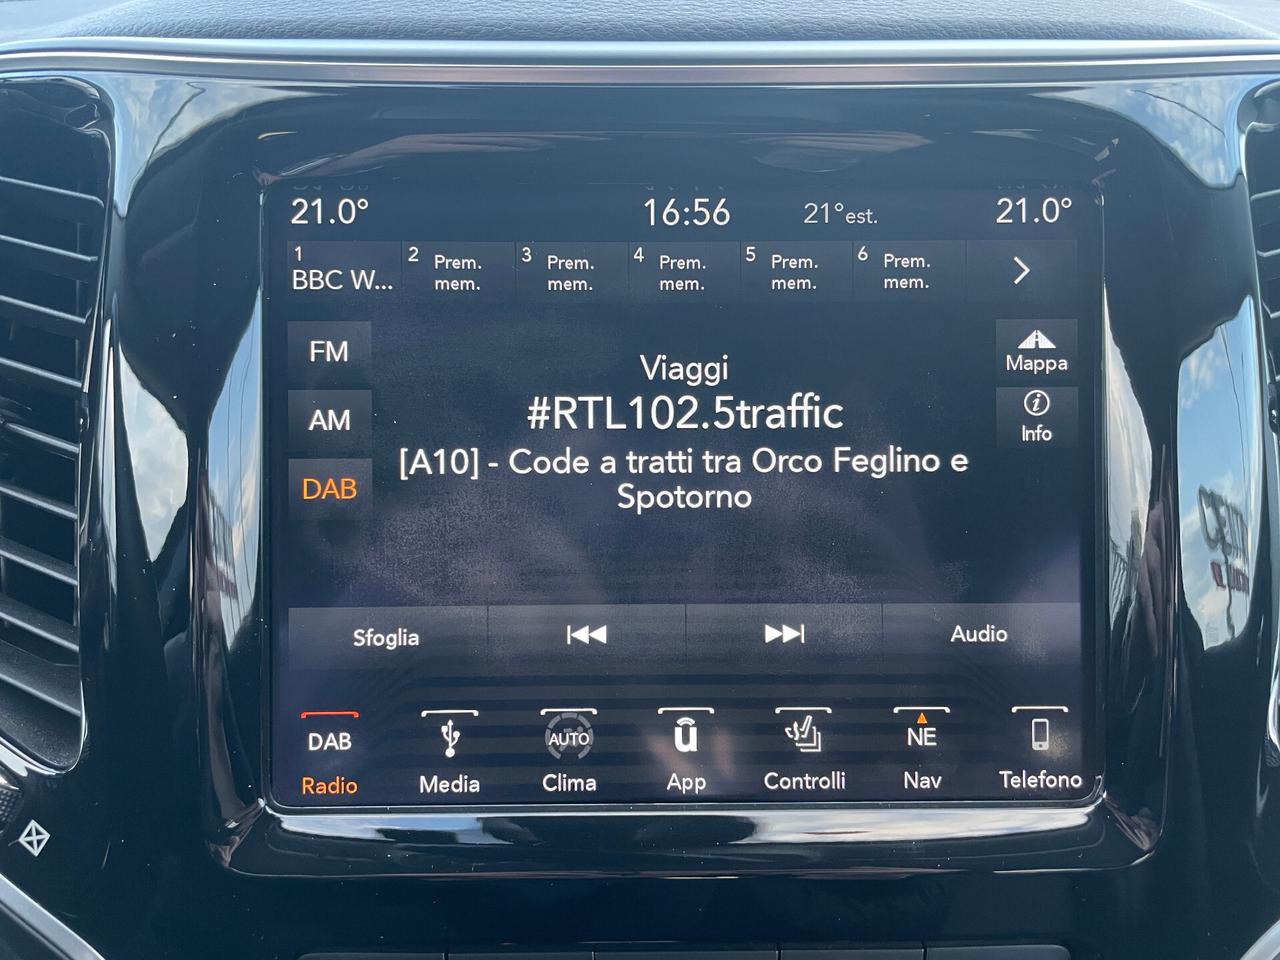 21.0° 16:56 21°est. 21.0°
1 2 Prem. 3 Prem. 4 Prem. 5 Prem. 6 Prem.
BBC W... mem. mem. mem. mem. mem.
FM
AM
DAB
Viaggi
#RTL102.5traffic
[A10] - Code a tratti tra Orco Feglino e
Spotorno
Mappa
Info
Sfoglia Audio
DAB AUTO NE
Radio Media Clima App Controlli Nav Telefono